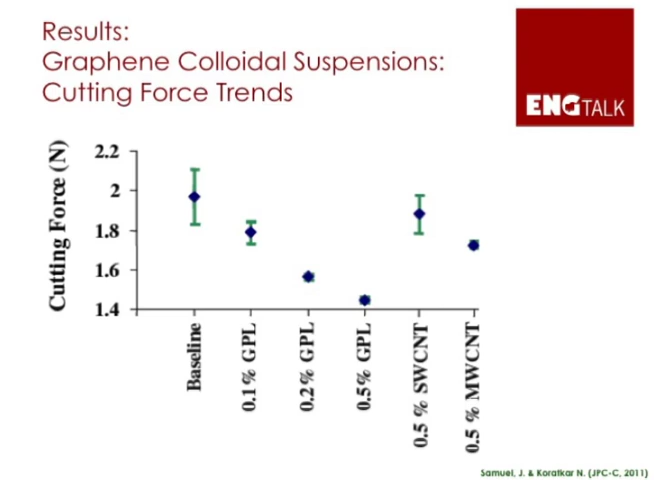 Results:
Graphene Colloidal Suspensions:
Cutting Force Trends
ENGTALK
Cutting Force (N)
2.2
2
1.8
1.6
1.4
Baseline
0.1% GPL
0.2% GPL
0.5% GPL
0.5 % SWCNT
0.5 % MWCNT
Samuel, J. & Koratkar N. (JPC-C, 2011)